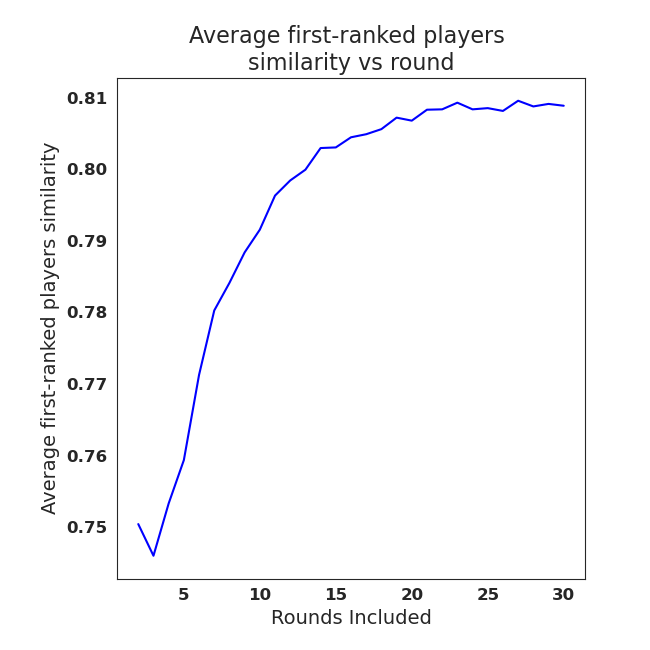 Average first-ranked players
similarity vs round
Average first-ranked players similarity
0.81
0.80
0.79
0.78
0.77
0.76
0.75
5 10 15 20 25 30
Rounds Included